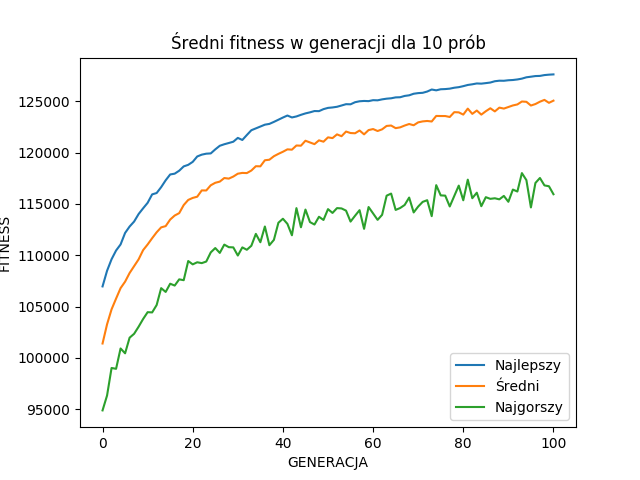 Średni fitness w generacji dla 10 prób
FITNESS
125000
120000
115000
110000
105000
100000
95000
0 20 40 60 80 100
GENERACJA
Najlepszy
Średni
Najgorszy